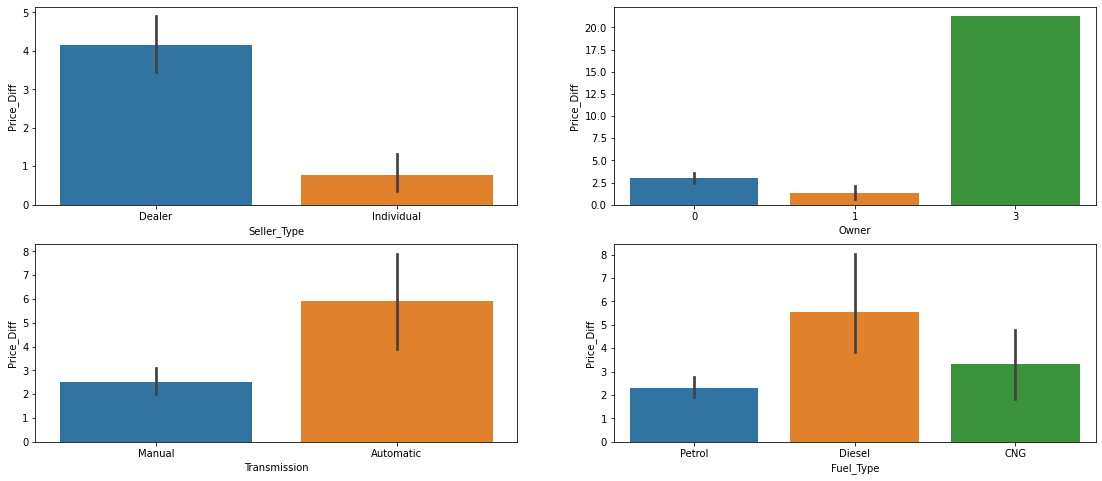 5
4
3
2
1
0
Price_Diff
Dealer
Individual
Seller_Type
20.0
17.5
15.0
12.5
10.0
7.5
5.0
2.5
0.0
Price_Diff
0
1
3
Owner
8
7
6
5
4
3
2
1
0
Price_Diff
Manual
Automatic
Transmission
8
7
6
5
4
3
2
1
0
Price_Diff
Petrol
Diesel
CNG
Fuel_Type